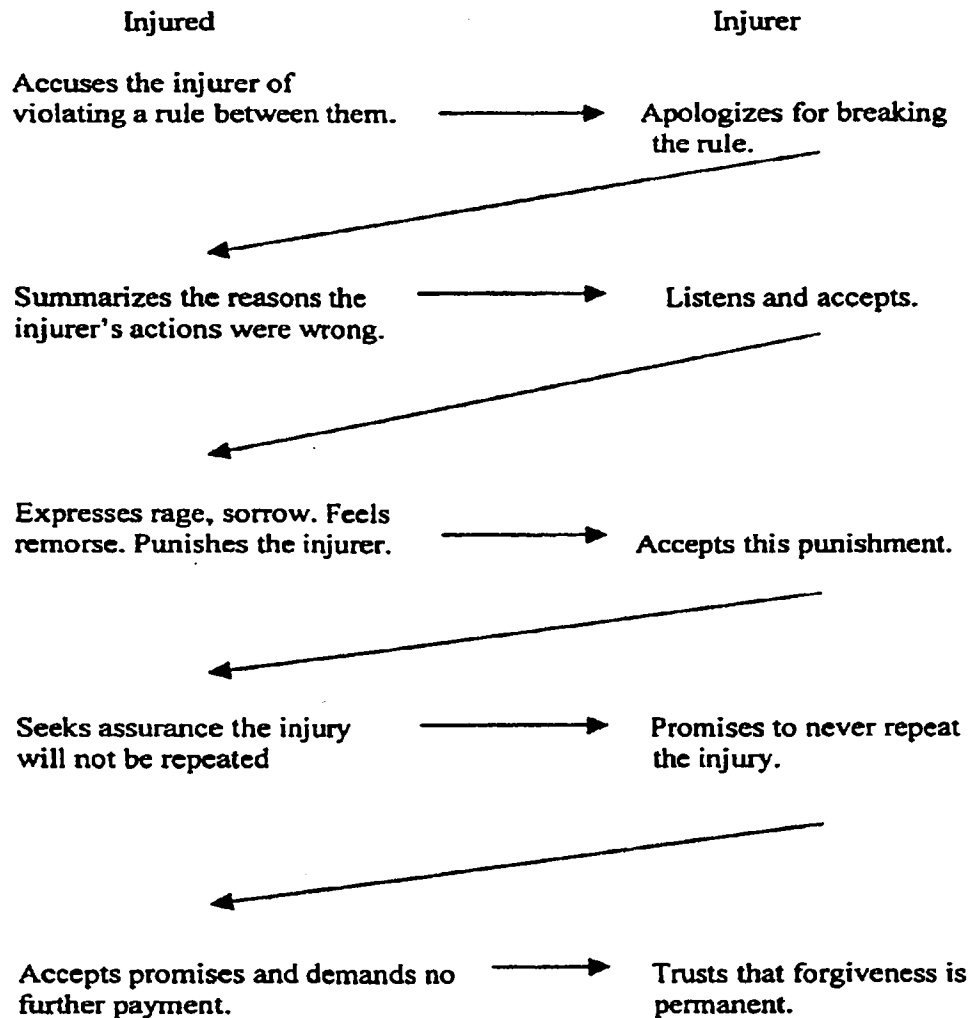 Injured
Injurer
Accuses the injurer of
violating a rule between them.
Apologizes for breaking
the rule.
Summarizes the reasons the
injurer's actions were wrong.
Listens and accepts.
Expresses rage, sorrow. Feels
remorse. Punishes the injurer.
Accepts this punishment.
Seeks assurance the injury
will not be repeated
Promises to never repeat
the injury.
Accepts promises and demands no
further payment.
Trusts that forgiveness is
permanent.